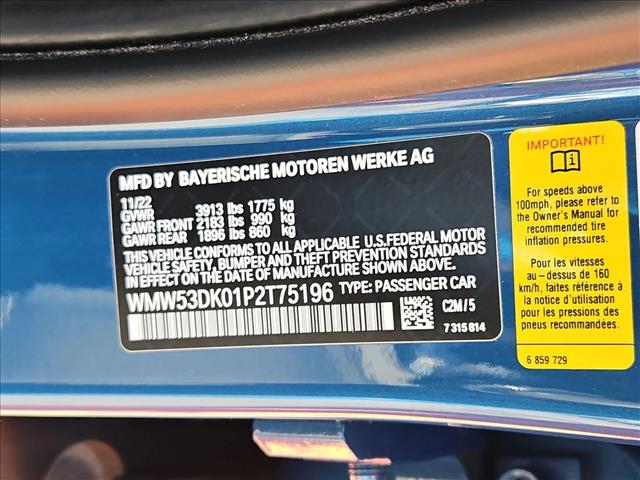 MFD BY BAYERISCHE MOTOREN WERKE AG
11/22
GVWR 3913 lbs 1775 kg
GAWR FRONT 2183 lbs 990 kg
GAWR REAR 1896 lbs 860 kg
THIS VEHICLE CONFORMS TO ALL APPLICABLE U.S. FEDERAL MOTOR
VEHICLE SAFETY, BUMPER AND THEFT PREVENTION STANDARDS
IN EFFECT ON THE DATE OF MANUFACTURE SHOWN ABOVE.
WMW53DK01P2T75196 TYPE: PASSENGER CAR
C2M / 5
7 315 814
IMPORTANT!
For speeds above
100mph, please refer to
the Owner's Manual for
recommended tire
inflation pressures.
Pour les vitesses
au-dessus de 160
km/h, faites référence à
la notice d'utilisation
pour les pressions des
pneus recommandées.
6 859 729